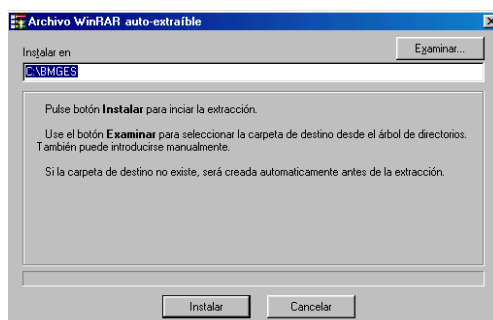 Archivo WinRAR auto-extraíble
Instalar en
Examinar...
C:\BMGES
Pulse botón Instalar para inciar la extracción.
Use el botón Examinar para seleccionar la carpeta de destino desde el árbol de directorios.
También puede introducirse manualmente.
Si la carpeta de destino no existe, será creada automaticamente antes de la extracción.
Instalar
Cancelar